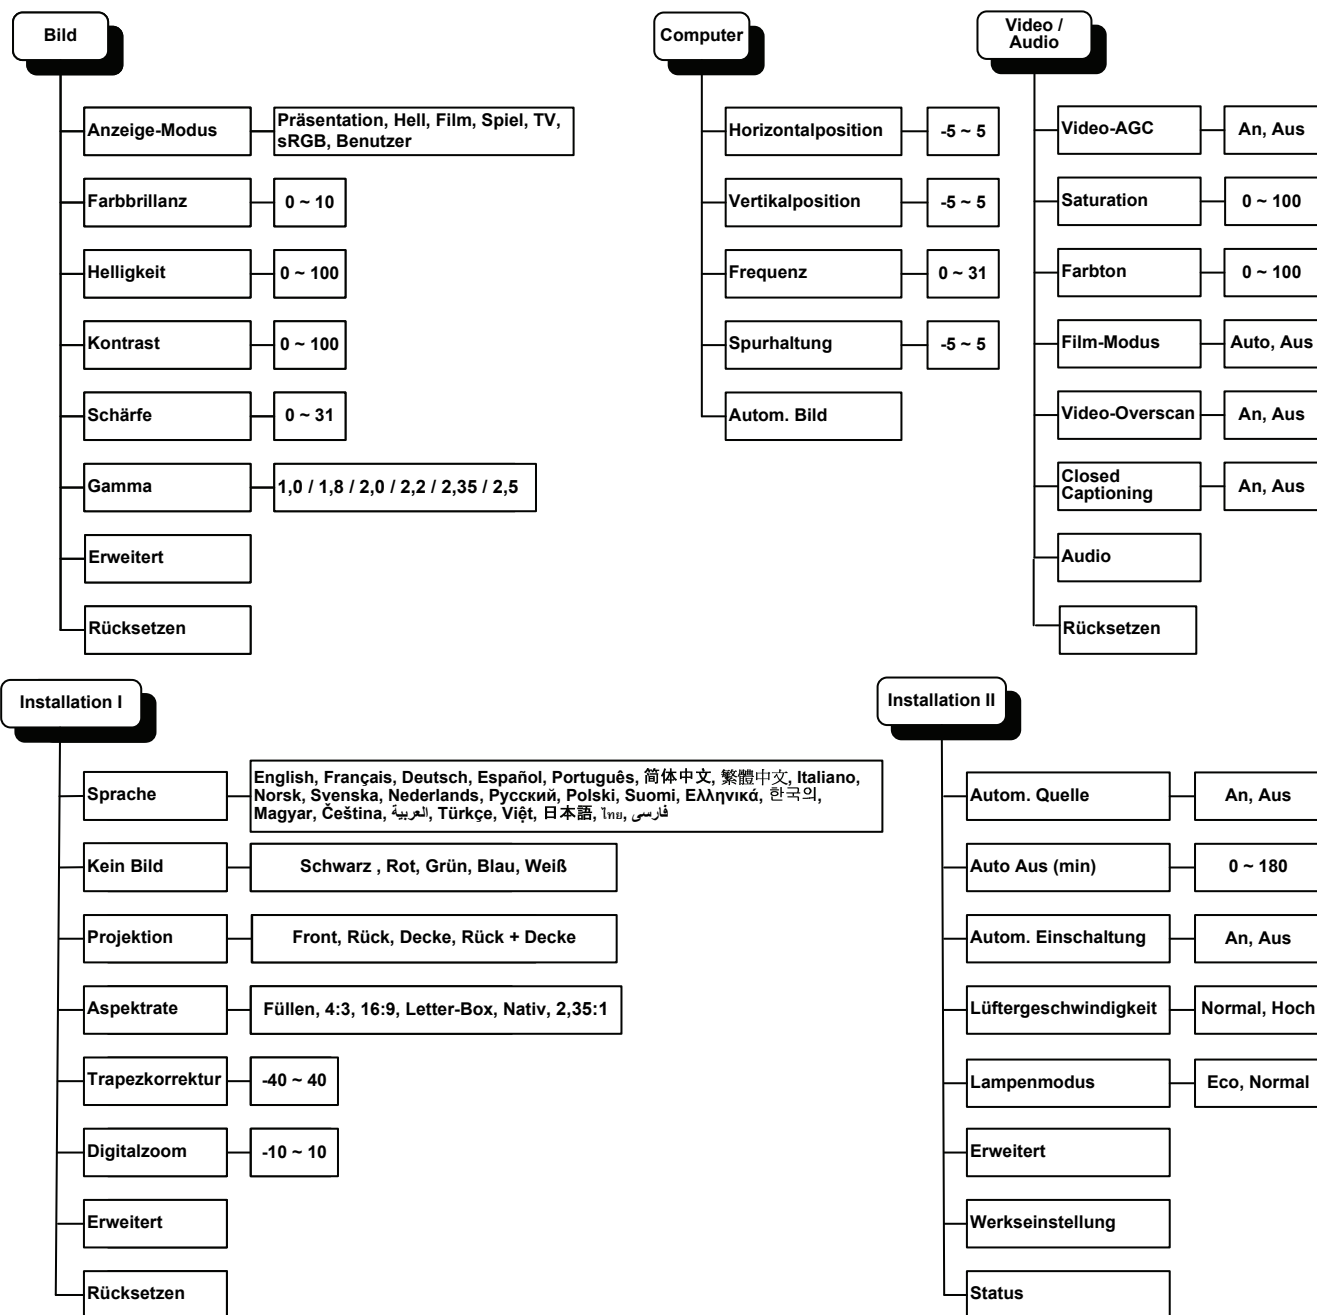 Bild
Anzeige-Modus
Präsentation, Hell, Film, Spiel, TV,
sRGB, Benutzer
Farbbrillanz
0 ~ 10
Helligkeit
0 ~ 100
Kontrast
0 ~ 100
Schärfe
0 ~ 31
Gamma
1,0 / 1,8 / 2,0 / 2,2 / 2,35 / 2,5
Erweitert
Rücksetzen
Computer
Horizontalposition
-5 ~ 5
Vertikalposition
-5 ~ 5
Frequenz
0 ~ 31
Spurhaltung
-5 ~ 5
Autom. Bild
Video /
Audio
Video-AGC
An, Aus
Saturation
0 ~ 100
Farbton
0 ~ 100
Film-Modus
Auto, Aus
Video-Overscan
An, Aus
Closed
Captioning
An, Aus
Audio
Rücksetzen
Installation I
Sprache
English, Français, Deutsch, Español, Português, 简体中文, 繁體中文, Italiano,
Norsk, Svenska, Nederlands, Русский, Polski, Suomi, Ελληνικά, 한국의,
Magyar, Čeština, العربية, Türkçe, Việt, 日本語, ไทย, فارسی
Kein Bild
Schwarz , Rot, Grün, Blau, Weiß
Projektion
Front, Rück, Decke, Rück + Decke
Aspektrate
Füllen, 4:3, 16:9, Letter-Box, Nativ, 2,35:1
Trapezkorrektur
-40 ~ 40
Digitalzoom
-10 ~ 10
Erweitert
Rücksetzen
Installation II
Autom. Quelle
An, Aus
Auto Aus (min)
0 ~ 180
Autom. Einschaltung
An, Aus
Lüftergeschwindigkeit
Normal, Hoch
Lampenmodus
Eco, Normal
Erweitert
Werkseinstellung
Status